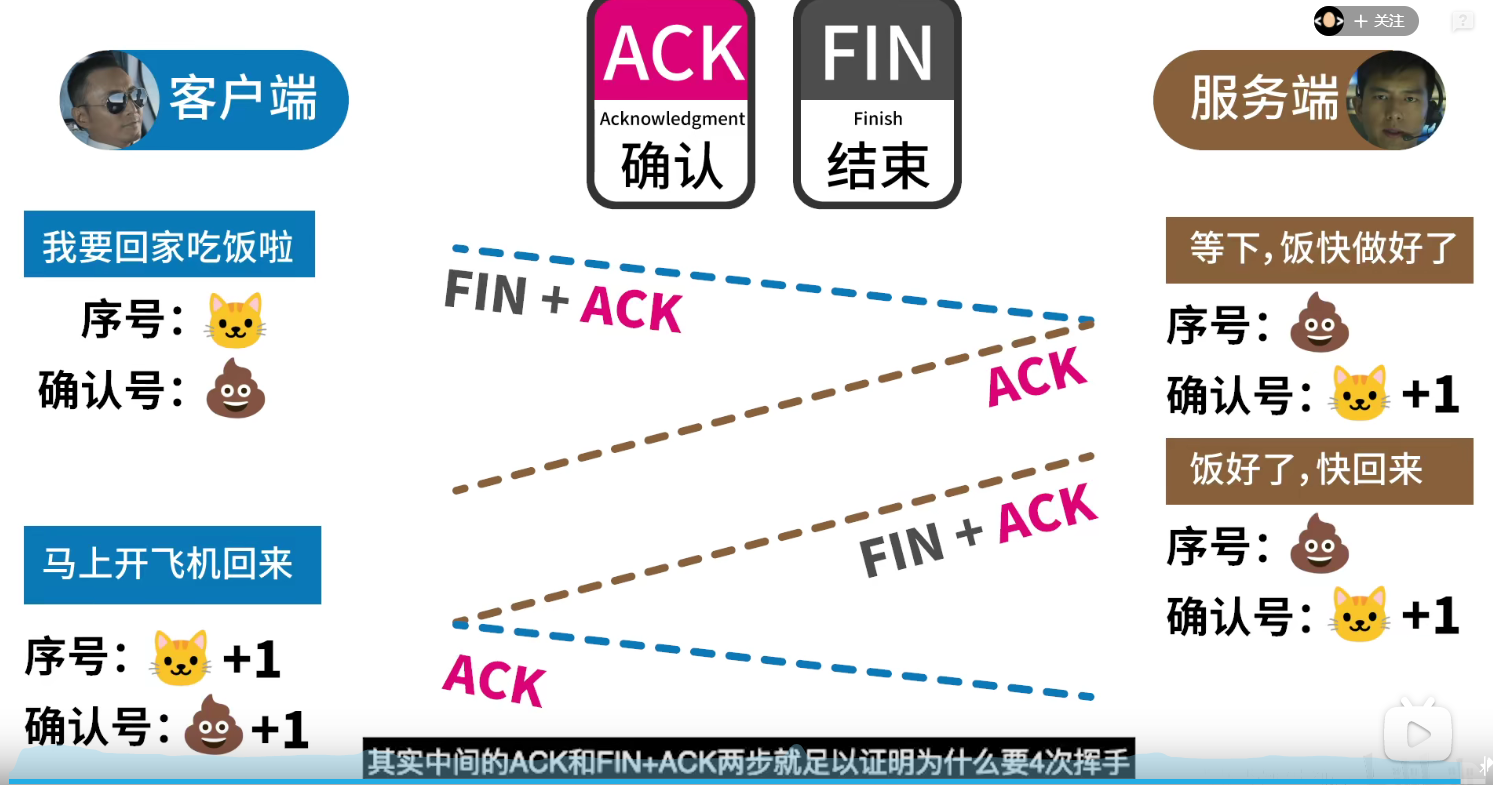 + 关注
?
客户端
ACK
Acknowledgment
确认
FIN
Finish
结束
服务端
我要回家吃饭啦
序号：
确认号：
FIN + ACK
ACK
等下，饭快做好了
序号：
确认号： +1
饭好了，快回来
序号：
确认号： +1
FIN + ACK
马上开飞机回来
序号： +1
确认号： +1
ACK
其实中间的ACK和FIN+ACK两步就足以证明为什么要4次挥手